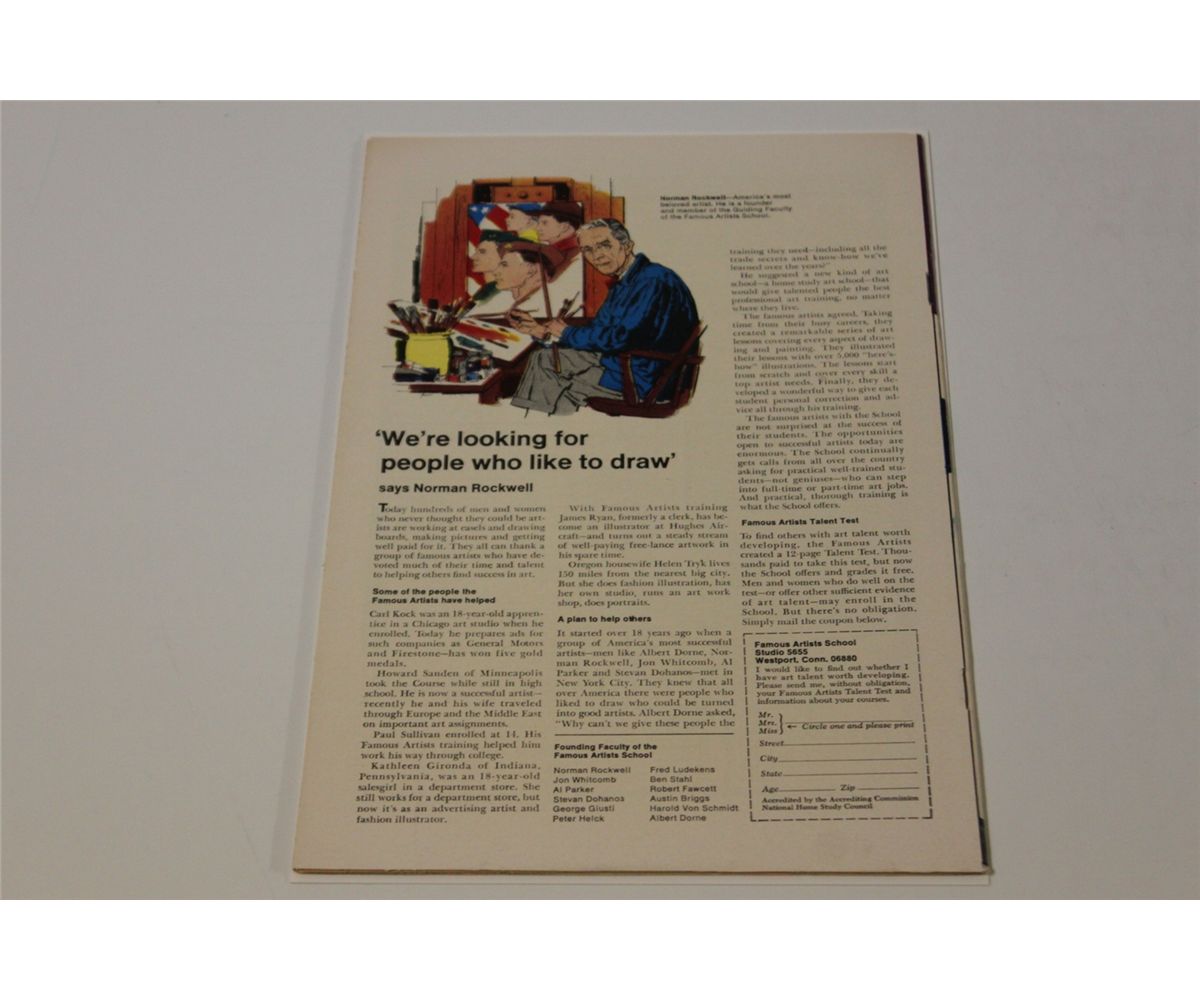 Norman Rockwell—America's most
beloved artist. He is a founder
and member of the Guiding Faculty
of the Famous Artists School.
'We're looking for
people who like to draw'
says Norman Rockwell
Today hundreds of men and women
who never thought they could be art-
ists are working at easels and drawing
boards, making pictures and getting
well paid for it. They all can thank a
group of famous artists who have de-
voted much of their time and talent
to helping others find success in art.
Some of the people the
Famous Artists have helped
Carl Kock was an 18-year-old appren-
tice in a Chicago art studio when he
enrolled. Today he prepares ads for
such companies as General Motors
and Firestone—has won five gold
medals.
Howard Sanden of Minneapolis
took the Course while still in high
school. He is now a successful artist—
recently he and his wife traveled
through Europe and the Middle East
on important art assignments.
Paul Sullivan enrolled at 14. His
Famous Artists training helped him
work his way through college.
Kathleen Gironda of Indiana,
Pennsylvania, was an 18-year-old
salesgirl in a department store. She
still works for a department store, but
now it's as an advertising artist and
fashion illustrator.
With Famous Artists training
James Ryan, formerly a clerk, has be-
come an illustrator at Hughes Air-
craft—and turns out a steady stream
of well-paying free-lance artwork in
his spare time.
Oregon housewife Helen Tryk lives
150 miles from the nearest big city.
But she does fashion illustration, has
her own studio, runs an art work
shop, does portraits.
A plan to help others
It started over 18 years ago when a
group of America's most successful
artists—men like Albert Dorne, Nor-
man Rockwell, Jon Whitcomb, Al
Parker and Stevan Dohanos—met in
New York City. They knew that all
over America there were people who
liked to draw who could be turned
into good artists. Albert Dorne asked,
"Why can't we give these people the
training they need—including all the
trade secrets and know-how we've
learned over the years?"
He suggested a new kind of art
school—a home study art school—that
would give talented people the best
professional art training, no matter
where they live.
The famous artists agreed. Taking
time from their busy careers, they
created a remarkable series of art
lessons covering every aspect of draw-
ing and painting. They illustrated
their lessons with over 5,000 "here's-
how" illustrations. The lessons start
from scratch and cover every skill a
top artist needs. Finally, they de-
veloped a wonderful way to give each
student personal correction and ad-
vice all through his training.
The famous artists with the School
are not surprised at the success of
their students. The opportunities
open to successful artists today are
enormous. The School continually
gets calls from all over the country
asking for practical well-trained stu-
dents—not geniuses—who can step
into full-time or part-time art jobs.
And practical, thorough training is
what the School offers.
Famous Artists Talent Test
To find others with art talent worth
developing, the Famous Artists
created a 12-page Talent Test. Thou-
sands paid to take this test, but now
the School offers and grades it free.
Men and women who do well on the
test—or offer other sufficient evidence
of art talent—may enroll in the
School. But there's no obligation.
Simply mail the coupon below.
Founding Faculty of the
Famous Artists School
Norman Rockwell
Jon Whitcomb
Al Parker
Stevan Dohanos
George Giusti
Peter Helck
Fred Ludekens
Ben Stahl
Robert Fawcett
Austin Briggs
Harold Von Schmidt
Albert Dorne
Famous Artists School
Studio 5655
Westport, Conn. 06880
I would like to find out whether I
have art talent worth developing.
Please send me, without obligation,
your Famous Artists Talent Test and
information about your courses.
Mr.
Mrs. ← Circle one and please print
Miss
Street
City
State
Age Zip
Accredited by the Accrediting Commission
National Home Study Council